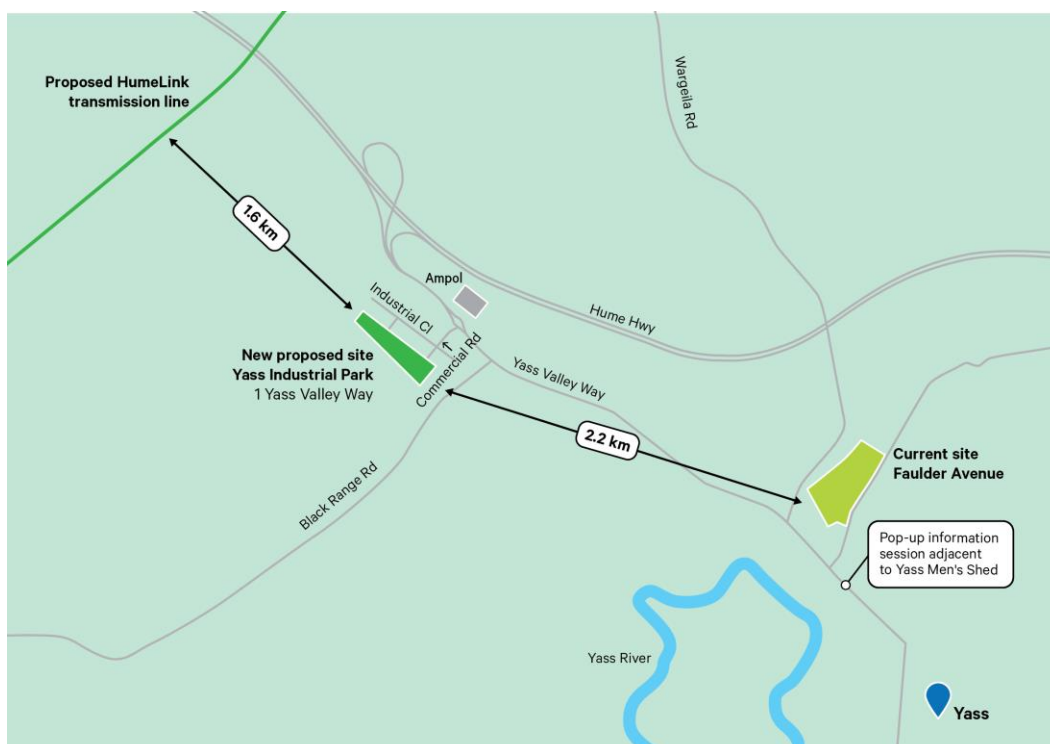 Proposed HumeLink
transmission line
Wargeila Rd
1.6 km
Ampol
Industrial Cl
Hume Hwy
New proposed site
Yass Industrial Park
1 Yass Valley Way
Commercial Rd
Yass Valley Way
2.2 km
Current site
Faulder Avenue
Black Range Rd
Pop-up information
session adjacent
to Yass Men's Shed
Yass River
Yass